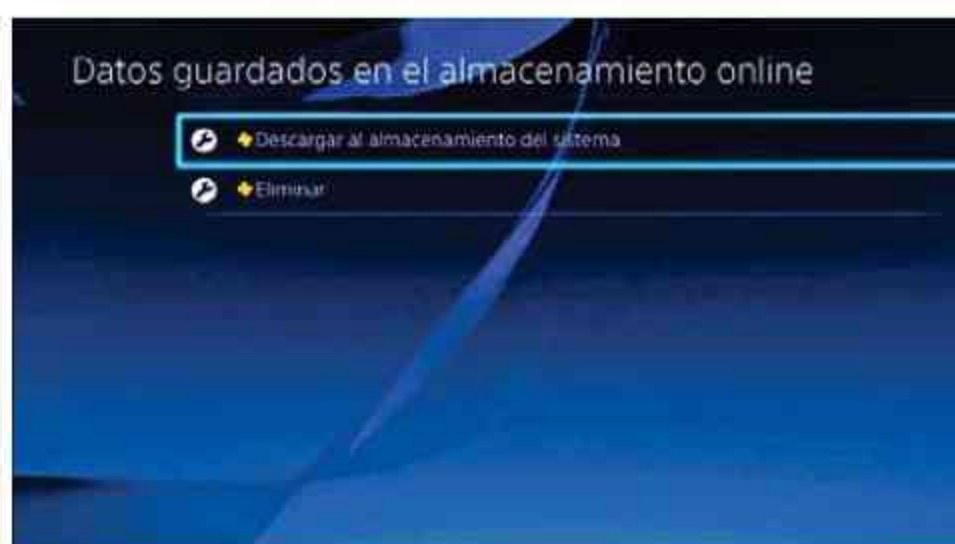 Datos guardados en el almacenamiento online
Descargar al almacenamiento del sistema
Eliminar